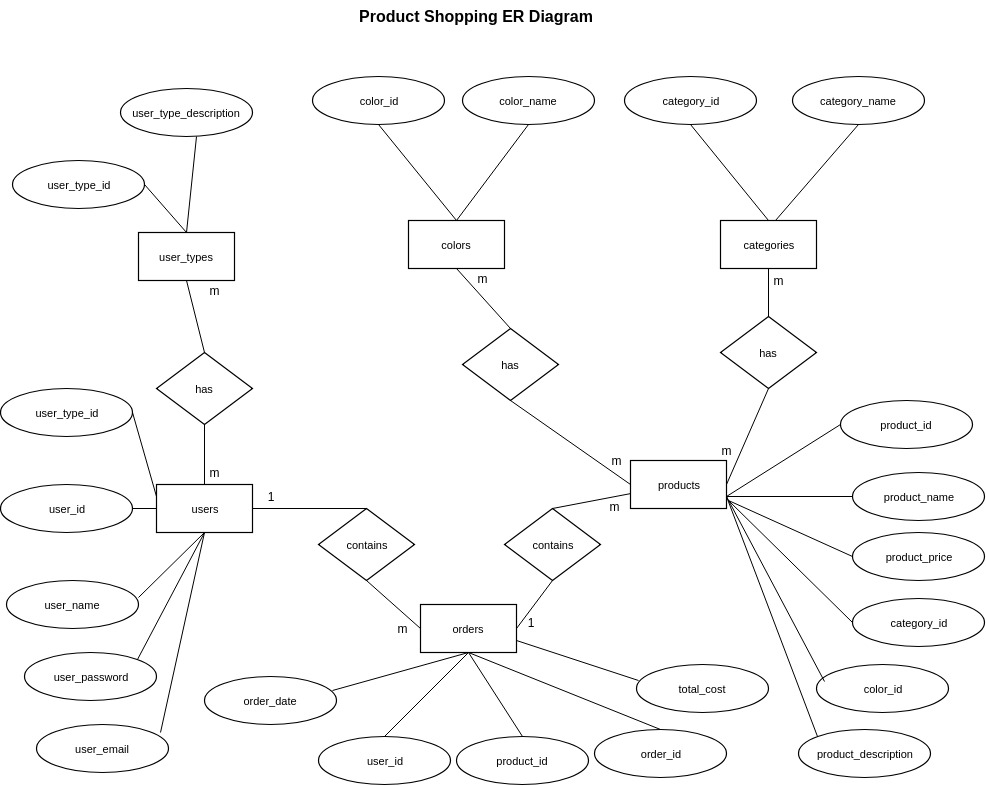 Product Shopping ER Diagram
color_id
color_name
category_id
category_name
user_type_description
user_type_id
user_types
colors
categories
m
m
m
has
has
has
user_type_id
product_id
m
m
m
users
1
user_id
products
m
product_name
contains
contains
product_price
user_name
orders
m
1
category_id
user_password
order_date
total_cost
color_id
user_email
user_id
product_id
order_id
product_description